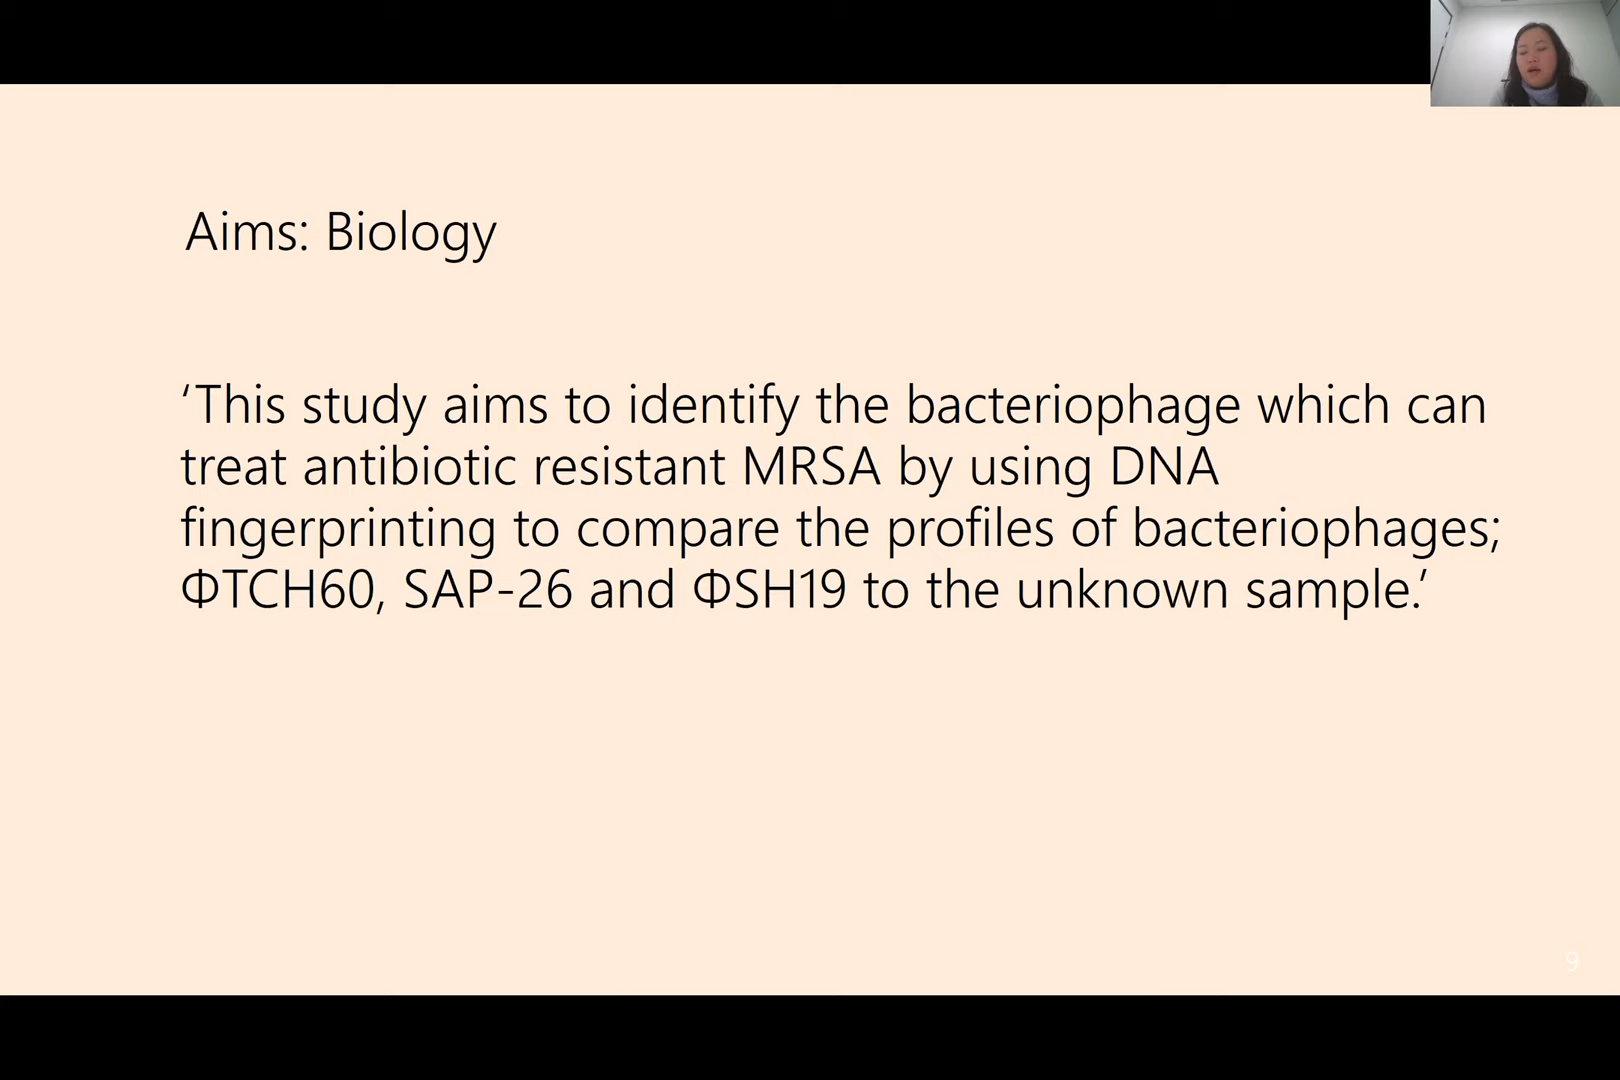 Aims: Biology
‘This study aims to identify the bacteriophage which can
treat antibiotic resistant MRSA by using DNA
fingerprinting to compare the profiles of bacteriophages;
ΦTCH60, SAP-26 and ΦSH19 to the unknown sample.’
9